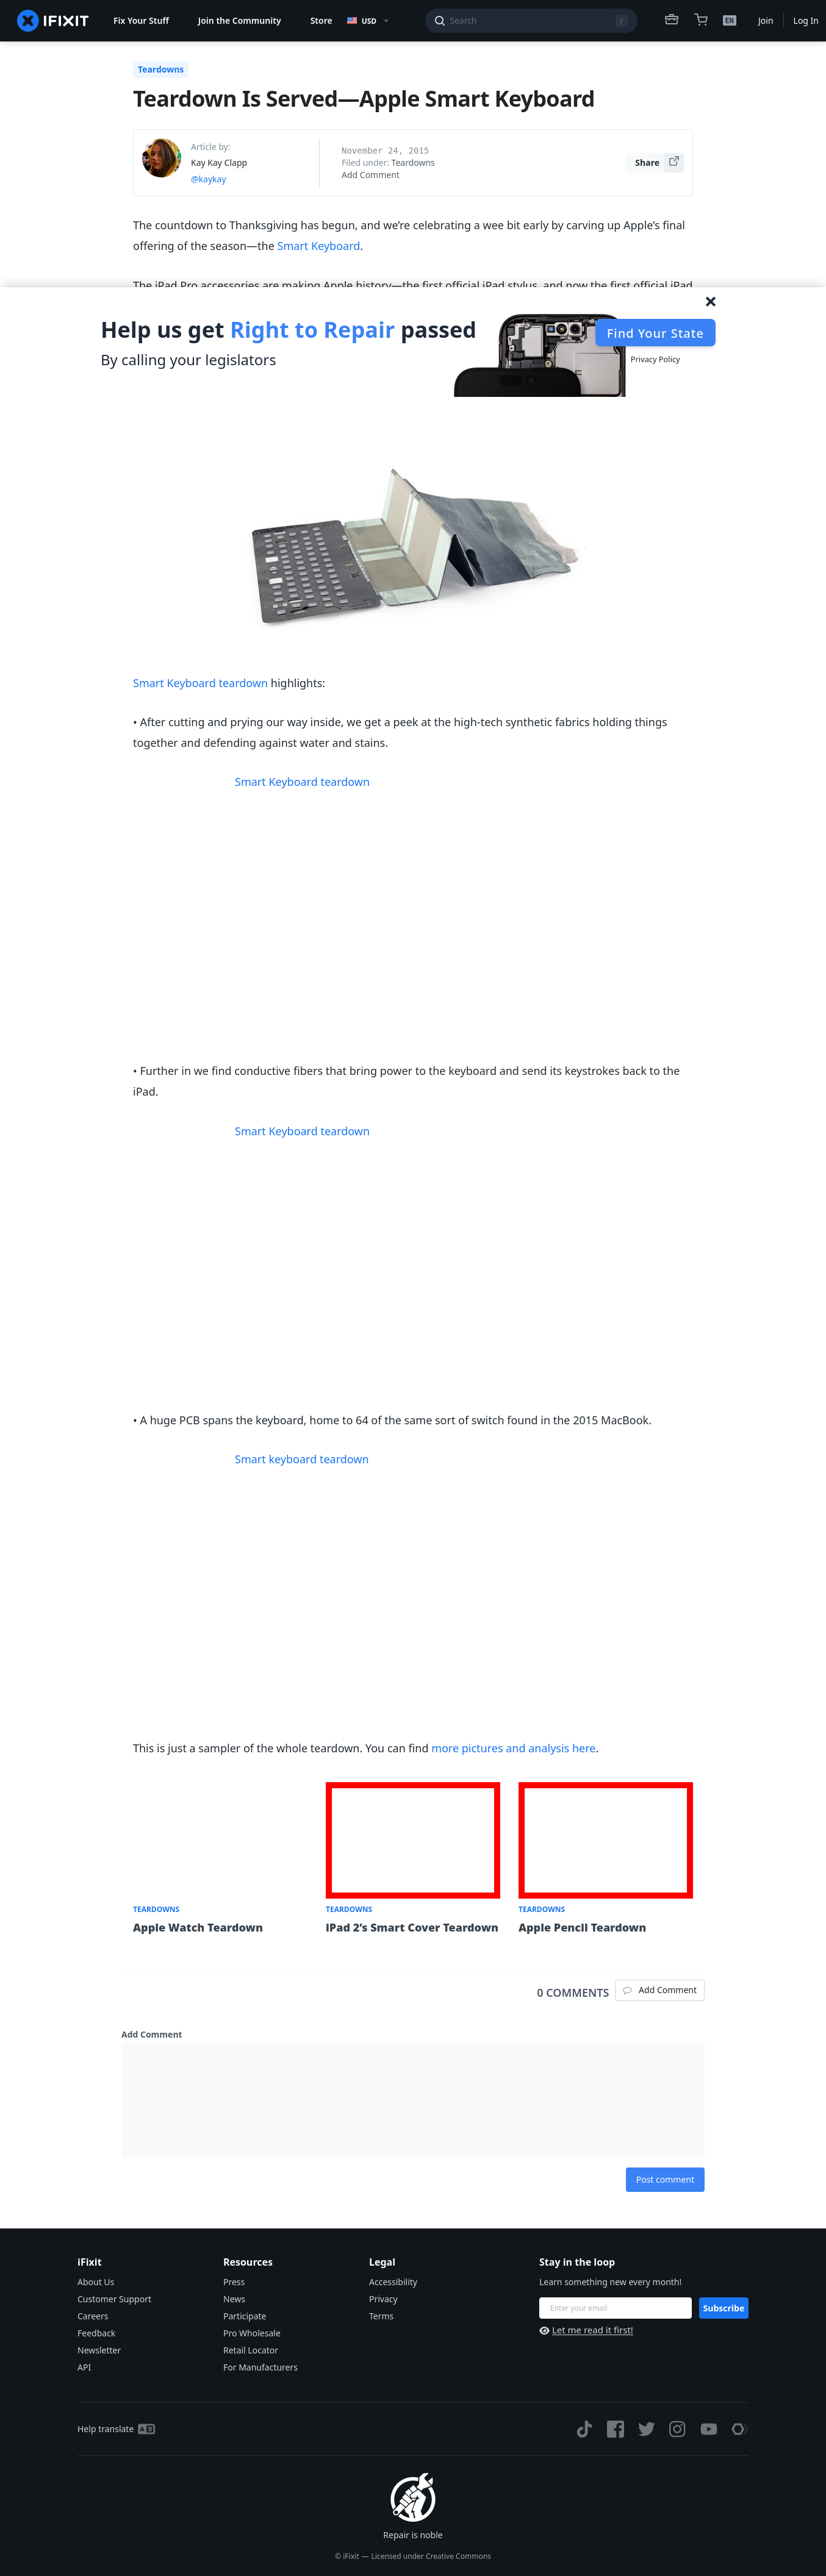 IFIXIT
Fix Your Stuff
Join the Community
Store
USD
Search
/
EN
Join
Log In
Teardowns
Teardown Is Served—Apple Smart Keyboard
Article by:
Kay Kay Clapp
@kaykay
November 24, 2015
Filed under: Teardowns
Add Comment
Share
The countdown to Thanksgiving has begun, and we’re celebrating a wee bit early by carving up Apple’s final
offering of the season—the Smart Keyboard.
The iPad Pro accessories are making Apple history—the first official iPad stylus, and now the first official iPad
Help us get Right to Repair passed
By calling your legislators
Find Your State
Privacy Policy
Smart Keyboard teardown highlights:
• After cutting and prying our way inside, we get a peek at the high-tech synthetic fabrics holding things
together and defending against water and stains.
Smart Keyboard teardown
• Further in we find conductive fibers that bring power to the keyboard and send its keystrokes back to the
iPad.
Smart Keyboard teardown
• A huge PCB spans the keyboard, home to 64 of the same sort of switch found in the 2015 MacBook.
Smart keyboard teardown
This is just a sampler of the whole teardown. You can find more pictures and analysis here.
TEARDOWNS
Apple Watch Teardown
TEARDOWNS
IPad 2’s Smart Cover Teardown
TEARDOWNS
Apple Pencil Teardown
0 COMMENTS
Add Comment
Add Comment
Post comment
iFixit
About Us
Customer Support
Careers
Feedback
Newsletter
API
Resources
Press
News
Participate
Pro Wholesale
Retail Locator
For Manufacturers
Legal
Accessibility
Privacy
Terms
Stay in the loop
Learn something new every month!
Enter your email
Subscribe
Let me read it first!
Help translate
Repair is noble
© iFixit — Licensed under Creative Commons